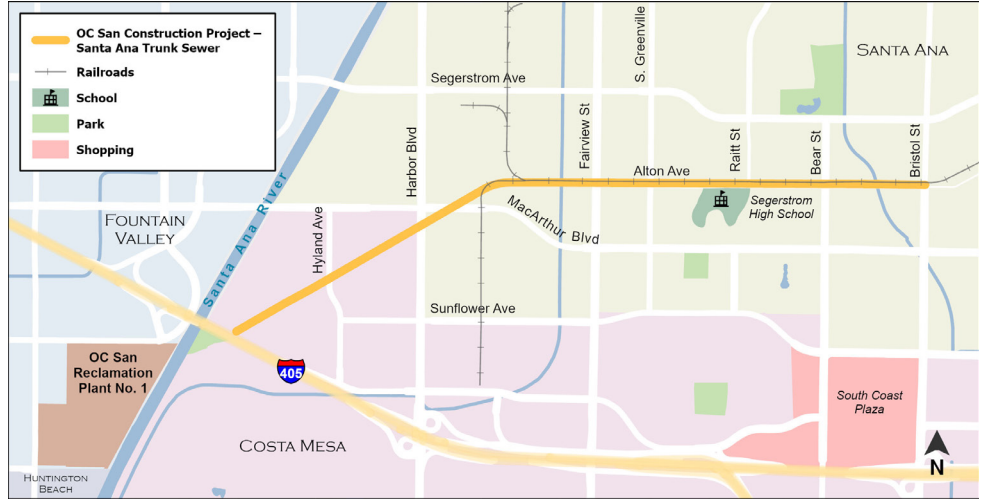 OC San Construction Project –
Santa Ana Trunk Sewer
Railroads
School
Park
Shopping
SANTA ANA
S. Greenville
Segerstrom Ave
Harbor Blvd
Fairview St
Raitt St
Bear St
Bristol St
Alton Ave
Segerstrom
High School
Santa Ana River
FOUNTAIN
VALLEY
Hyland Ave
MacArthur Blvd
Sunflower Ave
OC San
Reclamation
Plant No. 1
405
South Coast
Plaza
COSTA MESA
HUNTINGTON
BEACH
N